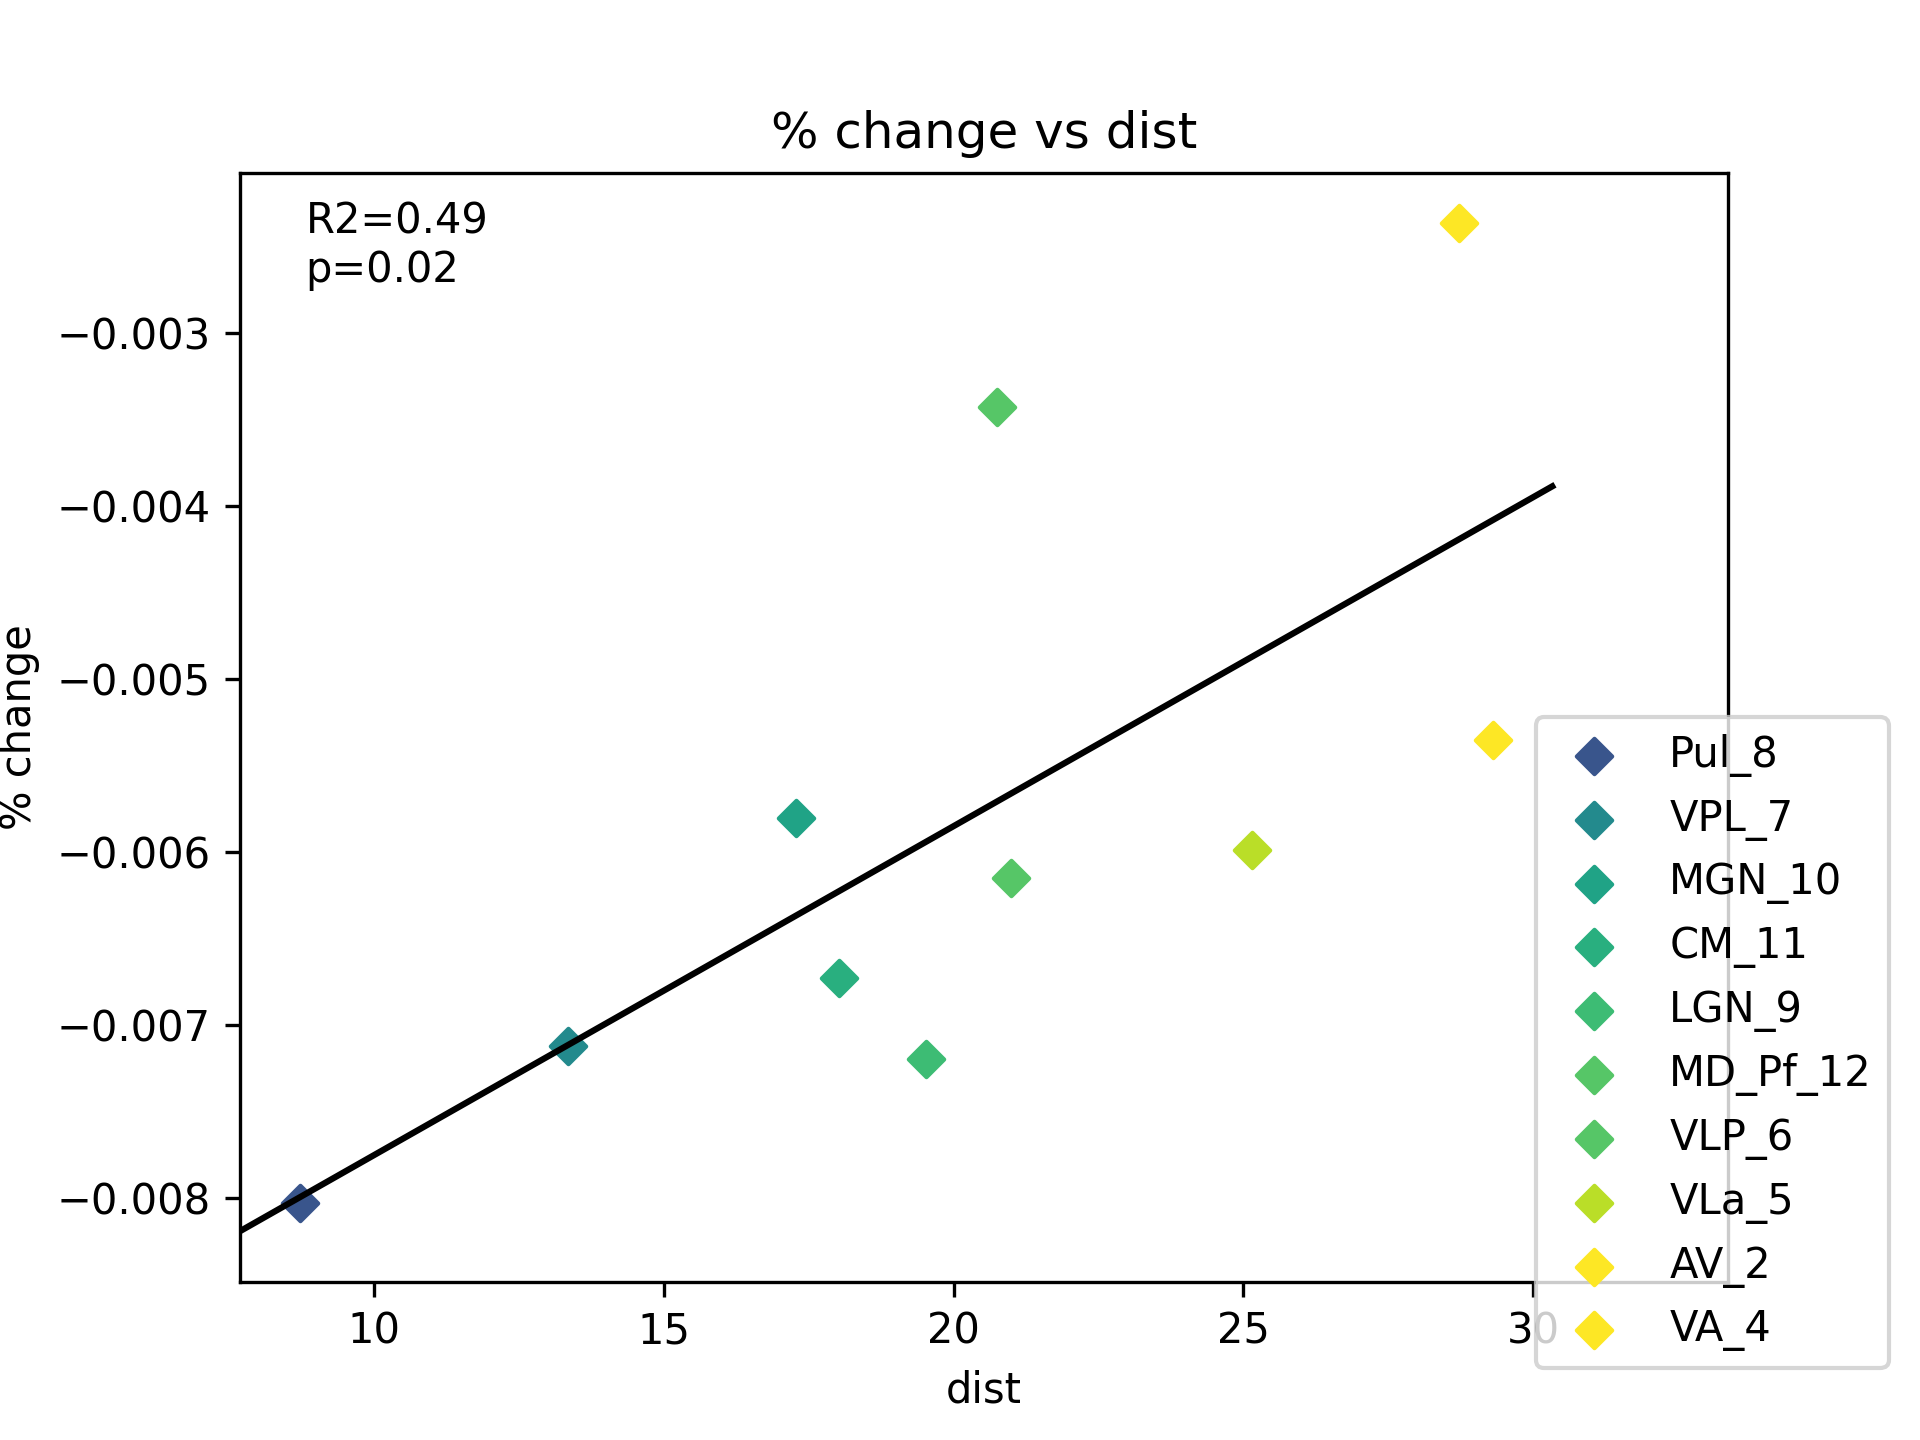 % change vs dist
R2=0.49
p=0.02
−0.003
−0.004
−0.005
−0.006
−0.007
−0.008
% change
10 15 20 25 30
dist
Pul_8
VPL_7
MGN_10
CM_11
LGN_9
MD_Pf_12
VLP_6
VLa_5
AV_2
VA_4